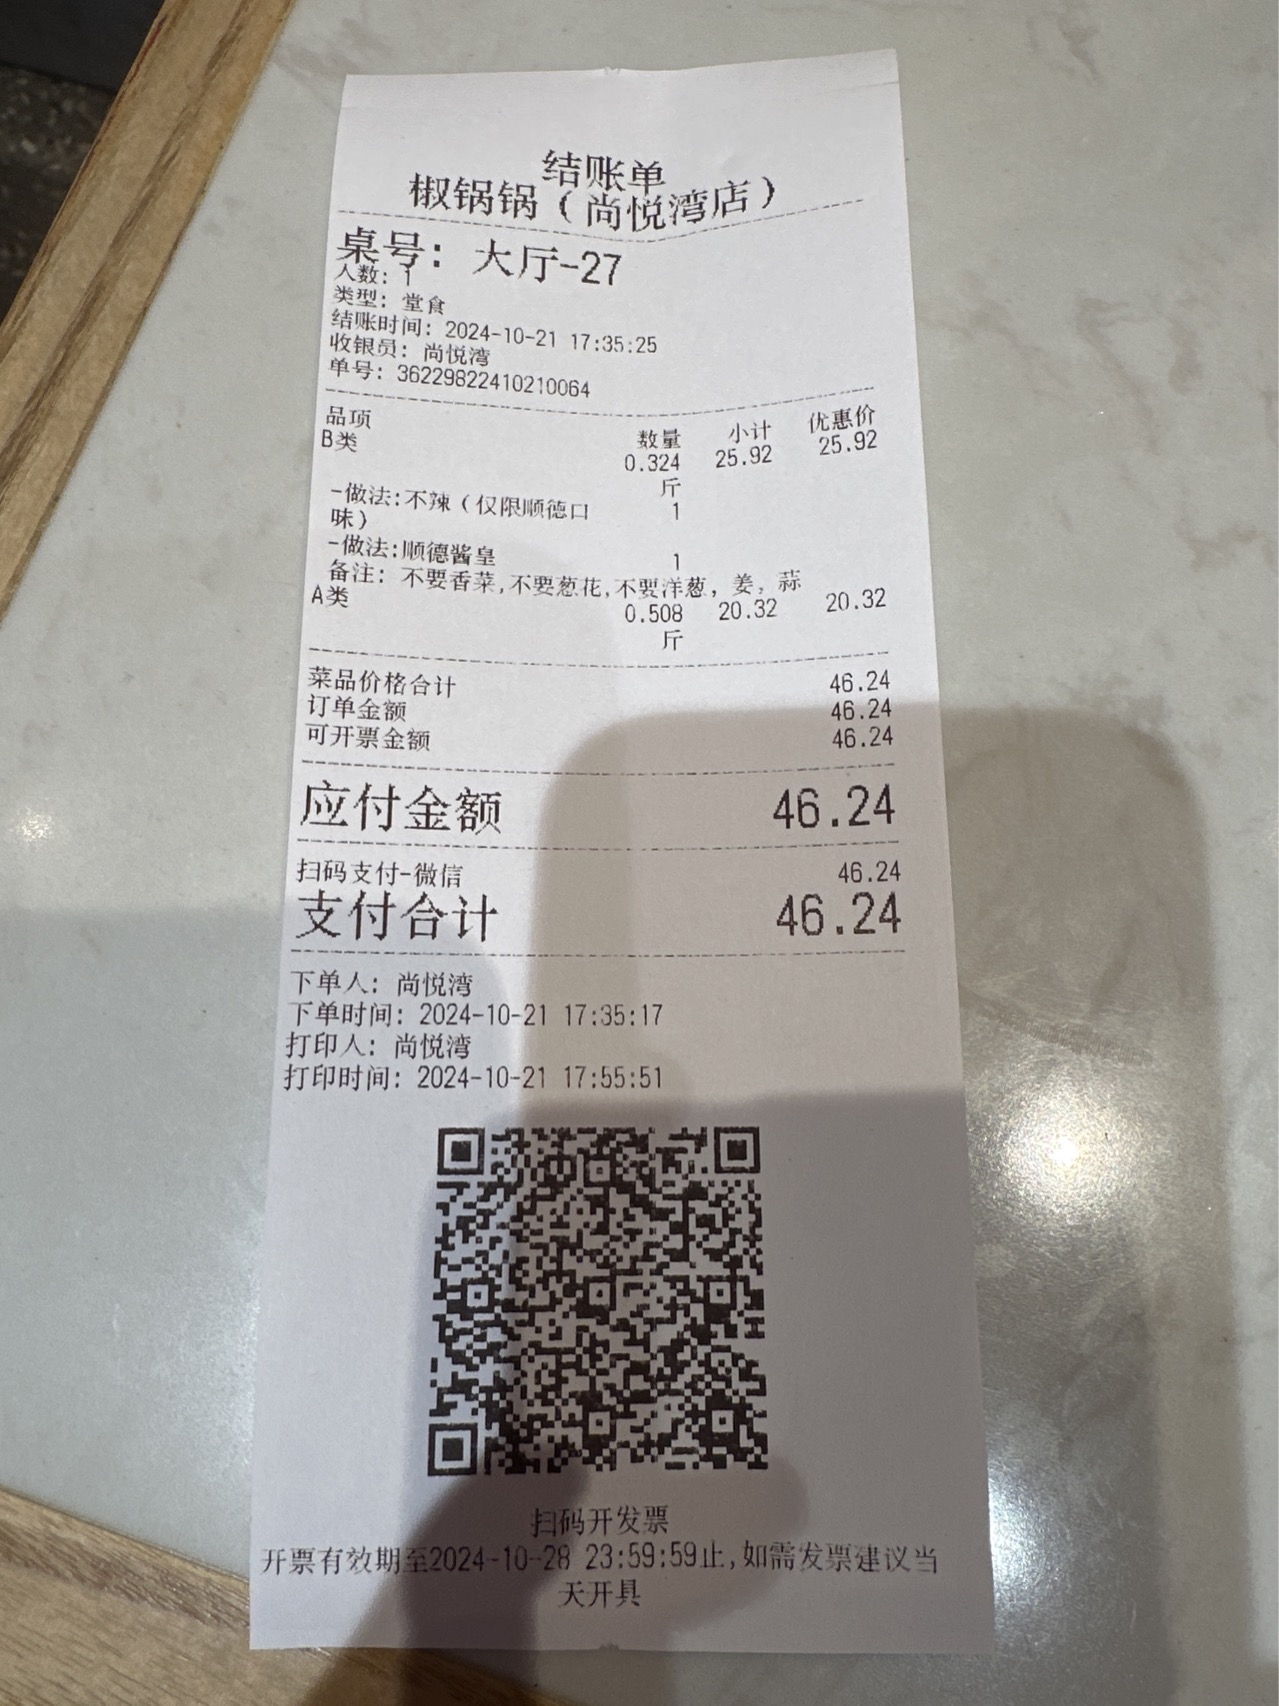 结账单
椒锅锅（尚悦湾店）
桌号: 大厅-27
人数: 1
类型: 堂食
结账时间: 2024-10-21 17:35:25
收银员: 尚悦湾
单号: 36229822410210064
品项 数量 小计 优惠价
B类 0.324 25.92 25.92
斤
-做法:不辣（仅限顺德口 1
味）
-做法:顺德酱皇 1
备注: 不要香菜,不要葱花,不要洋葱，姜，蒜
A类 0.508 20.32 20.32
斤
菜品价格合计 46.24
订单金额 46.24
可开票金额 46.24
应付金额 46.24
扫码支付-微信 46.24
支付合计 46.24
下单人: 尚悦湾
下单时间: 2024-10-21 17:35:17
打印人: 尚悦湾
打印时间: 2024-10-21 17:55:51
扫码开发票
开票有效期至2024-10-28 23:59:59止,如需发票建议当
天开具